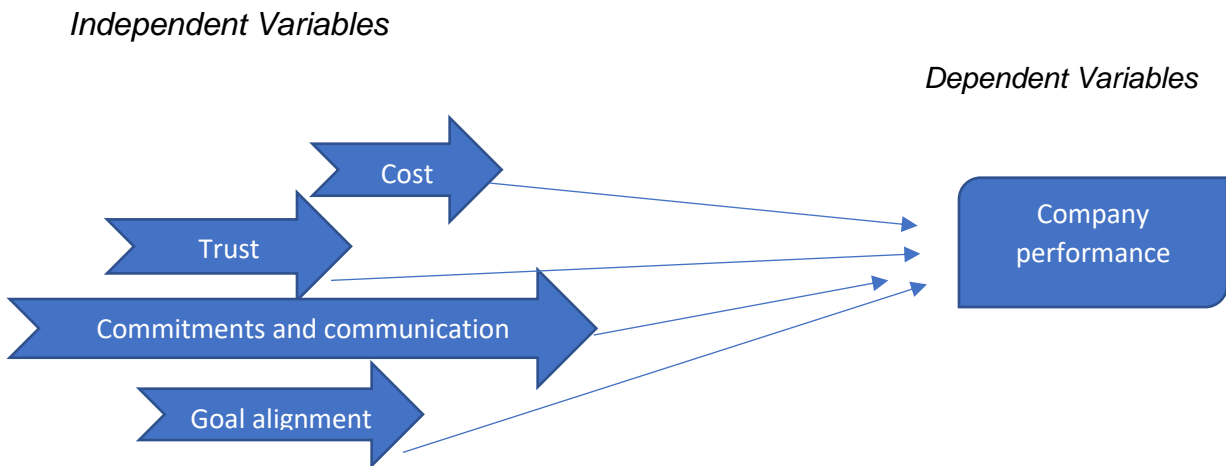 Independent Variables
Dependent Variables
Cost
Trust
Commitments and communication
Goal alignment
Company
performance